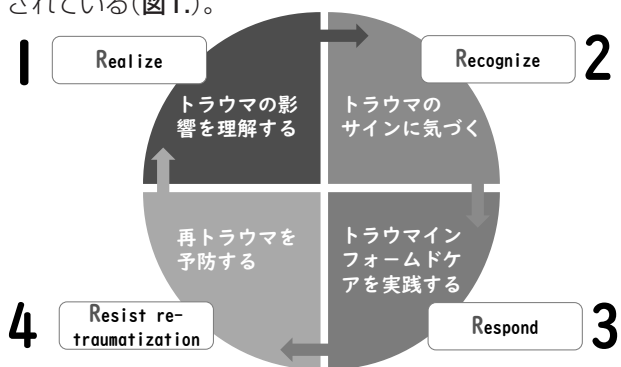 されている(図1.)。
1
Realize
Recognize
2
トラウマの影
響を理解する
トラウマの
サインに気づく
再トラウマを
予防する
トラウマイン
フォームドケ
アを実践する
4
Resist re-
traumatization
Respond
3